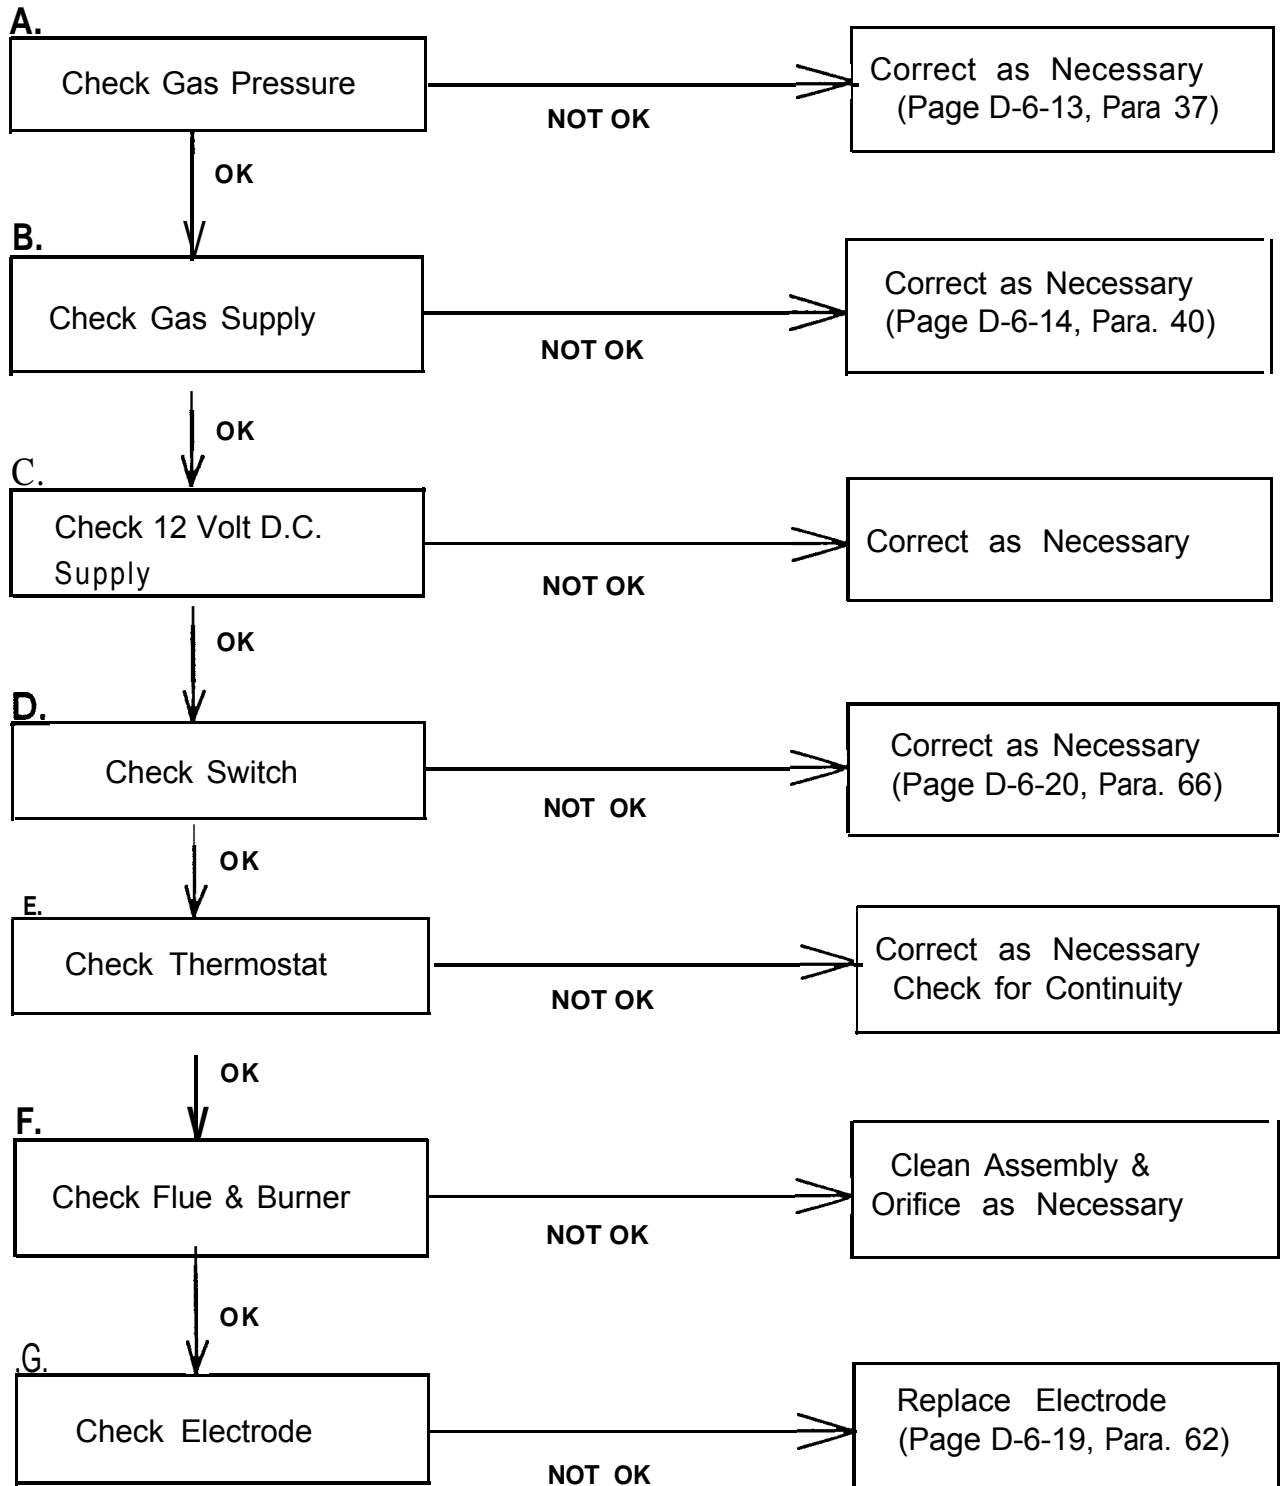 A.
Check Gas Pressure
NOT OK
Correct as Necessary
(Page D-6-13, Para 37)
OK
B.
Check Gas Supply
NOT OK
Correct as Necessary
(Page D-6-14, Para. 40)
OK
C.
Check 12 Volt D.C.
Supply
NOT OK
Correct as Necessary
OK
D.
Check Switch
NOT OK
Correct as Necessary
(Page D-6-20, Para. 66)
OK
E.
Check Thermostat
NOT OK
Correct as Necessary
Check for Continuity
OK
F.
Check Flue & Burner
NOT OK
Clean Assembly &
Orifice as Necessary
OK
.G.
Check Electrode
NOT OK
Replace Electrode
(Page D-6-19, Para. 62)